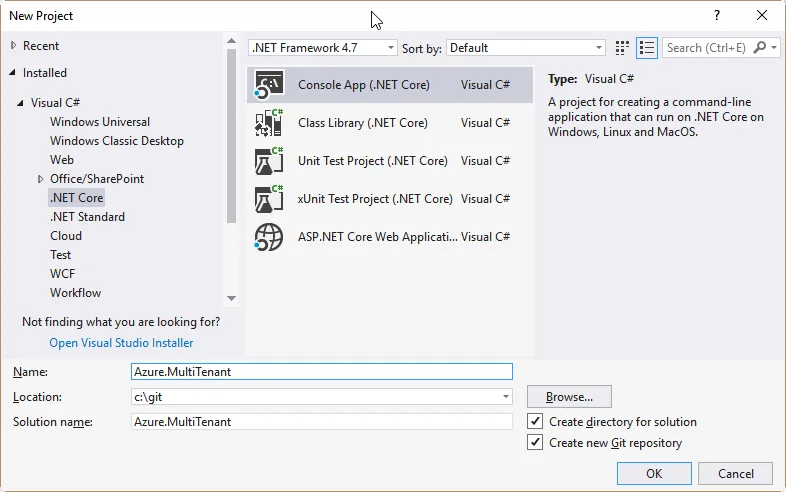 New Project
?
Recent
Installed
Visual C#
Windows Universal
Windows Classic Desktop
Web
Office/SharePoint
.NET Core
.NET Standard
Cloud
Test
WCF
Workflow
Not finding what you are looking for?
Open Visual Studio Installer
.NET Framework 4.7
Sort by:
Default
Search (Ctrl+E)
C:\
Console App (.NET Core) Visual C#
C#
Class Library (.NET Core) Visual C#
C#
Unit Test Project (.NET Core) Visual C#
C#
xUnit Test Project (.NET Core) Visual C#
ASP.NET Core Web Applicati... Visual C#
Type: Visual C#
A project for creating a command-line
application that can run on .NET Core on
Windows, Linux and MacOS.
Name: Azure.MultiTenant
Location: c:\git
Browse...
Solution name: Azure.MultiTenant
Create directory for solution
Create new Git repository
OK
Cancel